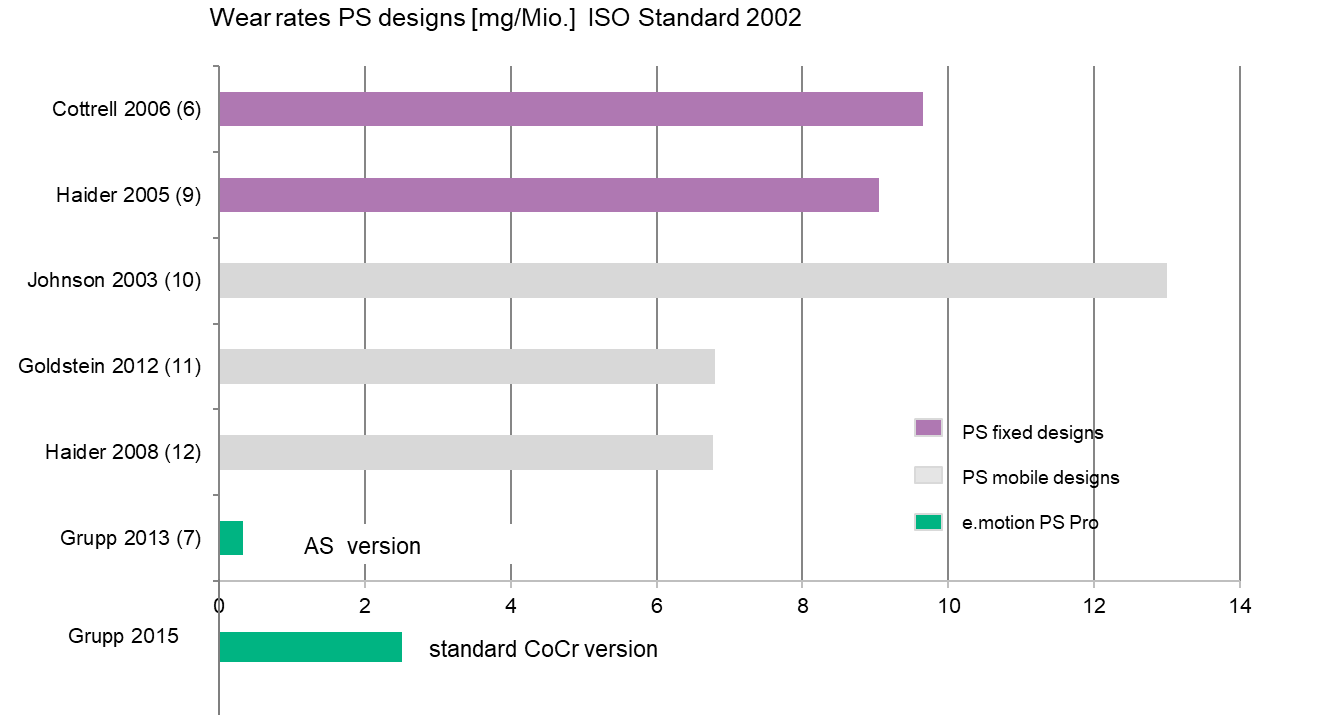 Wear rates PS designs [mg/Mio.] ISO Standard 2002
Cottrell 2006 (6)
Haider 2005 (9)
Johnson 2003 (10)
Goldstein 2012 (11)
Haider 2008 (12)
PS fixed designs
PS mobile designs
e.motion PS Pro
Grupp 2013 (7)
AS version
0 2 4 6 8 10 12 14
Grupp 2015
standard CoCr version